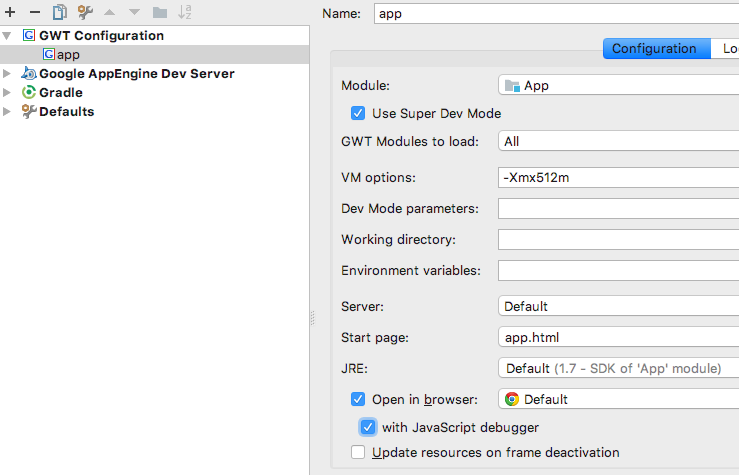 Name: app
GWT Configuration
app
Google AppEngine Dev Server
Gradle
Defaults
Configuration Lo
Module: App
Use Super Dev Mode
GWT Modules to load: All
VM options: -Xmx512m
Dev Mode parameters:
Working directory:
Environment variables:
Server: Default
Start page: app.html
JRE: Default (1.7 - SDK of 'App' module)
Open in browser: Default
with JavaScript debugger
Update resources on frame deactivation